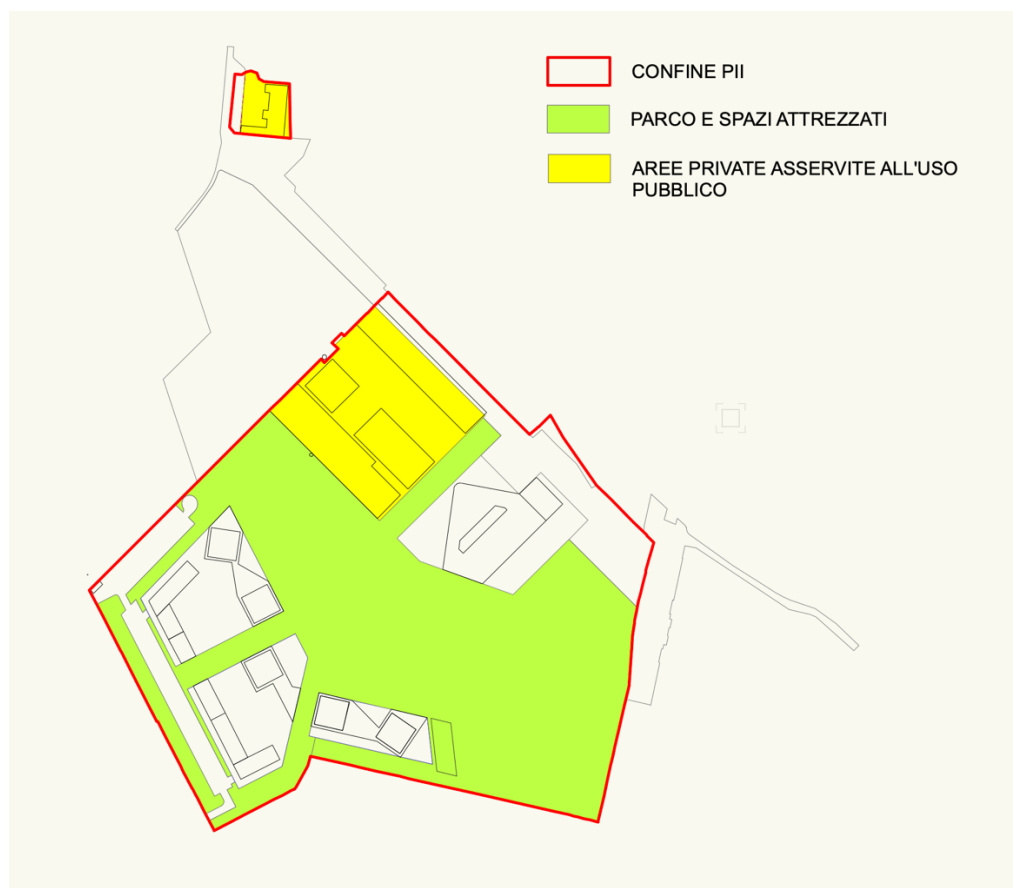 CONFINE PII
PARCO E SPAZI ATTREZZATI
AREE PRIVATE ASSERVITE ALL'USO
PUBBLICO